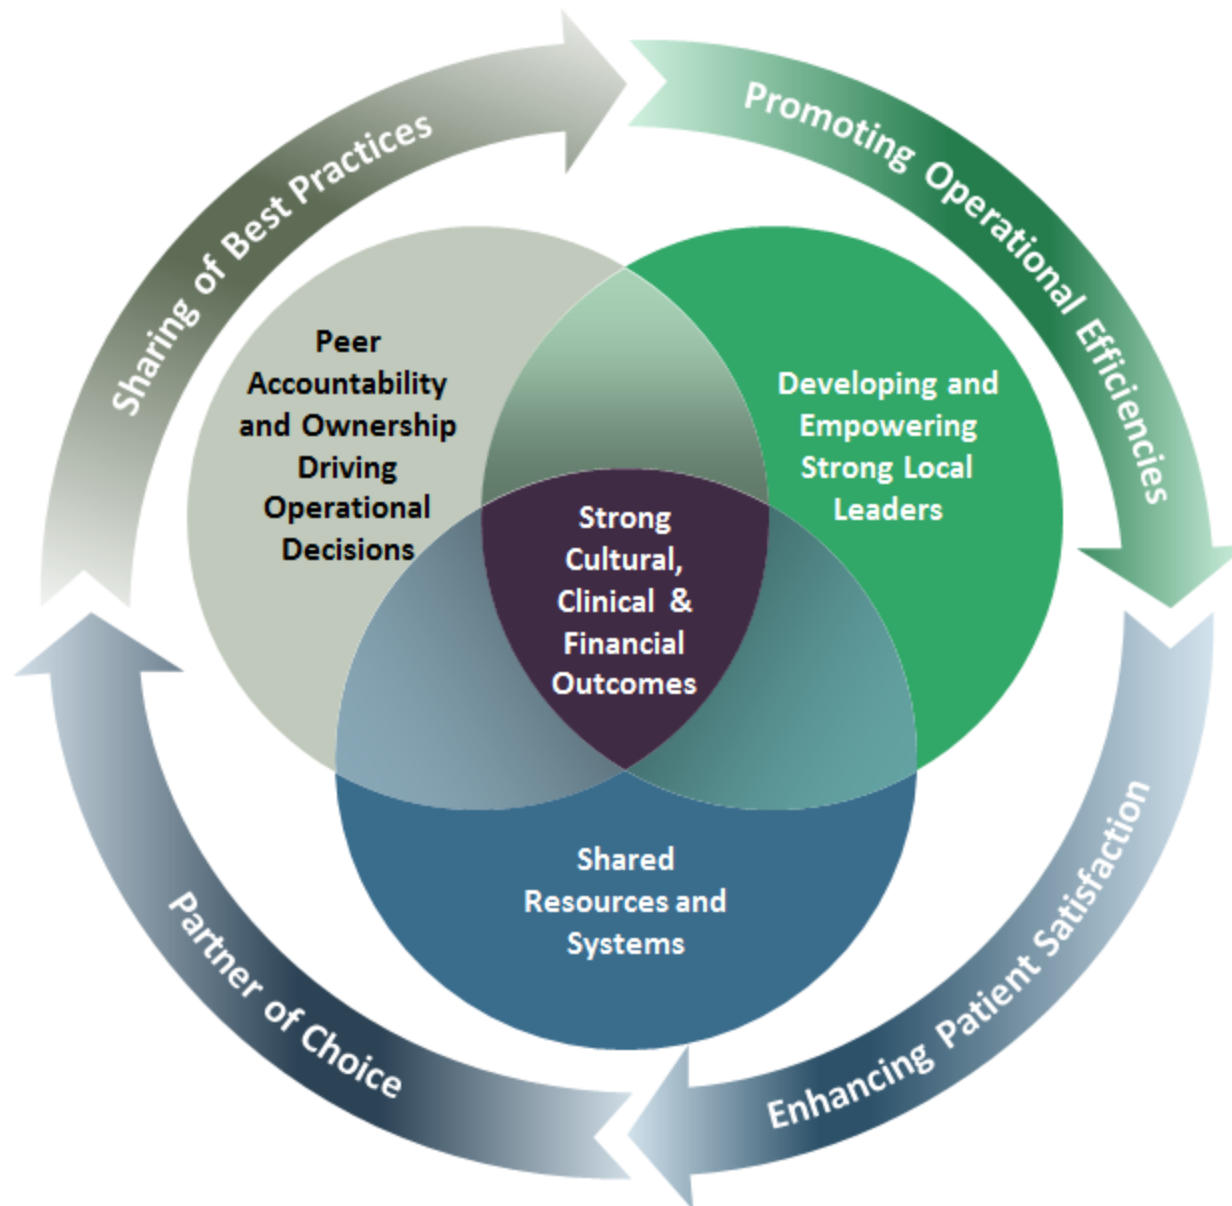 Sharing of Best Practices
Promoting Operational Efficiencies
Peer
Accountability
and Ownership
Driving
Operational
Decisions
Developing and
Empowering
Strong Local
Leaders
Strong
Cultural,
Clinical &
Financial
Outcomes
Shared
Resources and
Systems
Partner of Choice
Enhancing Patient Satisfaction